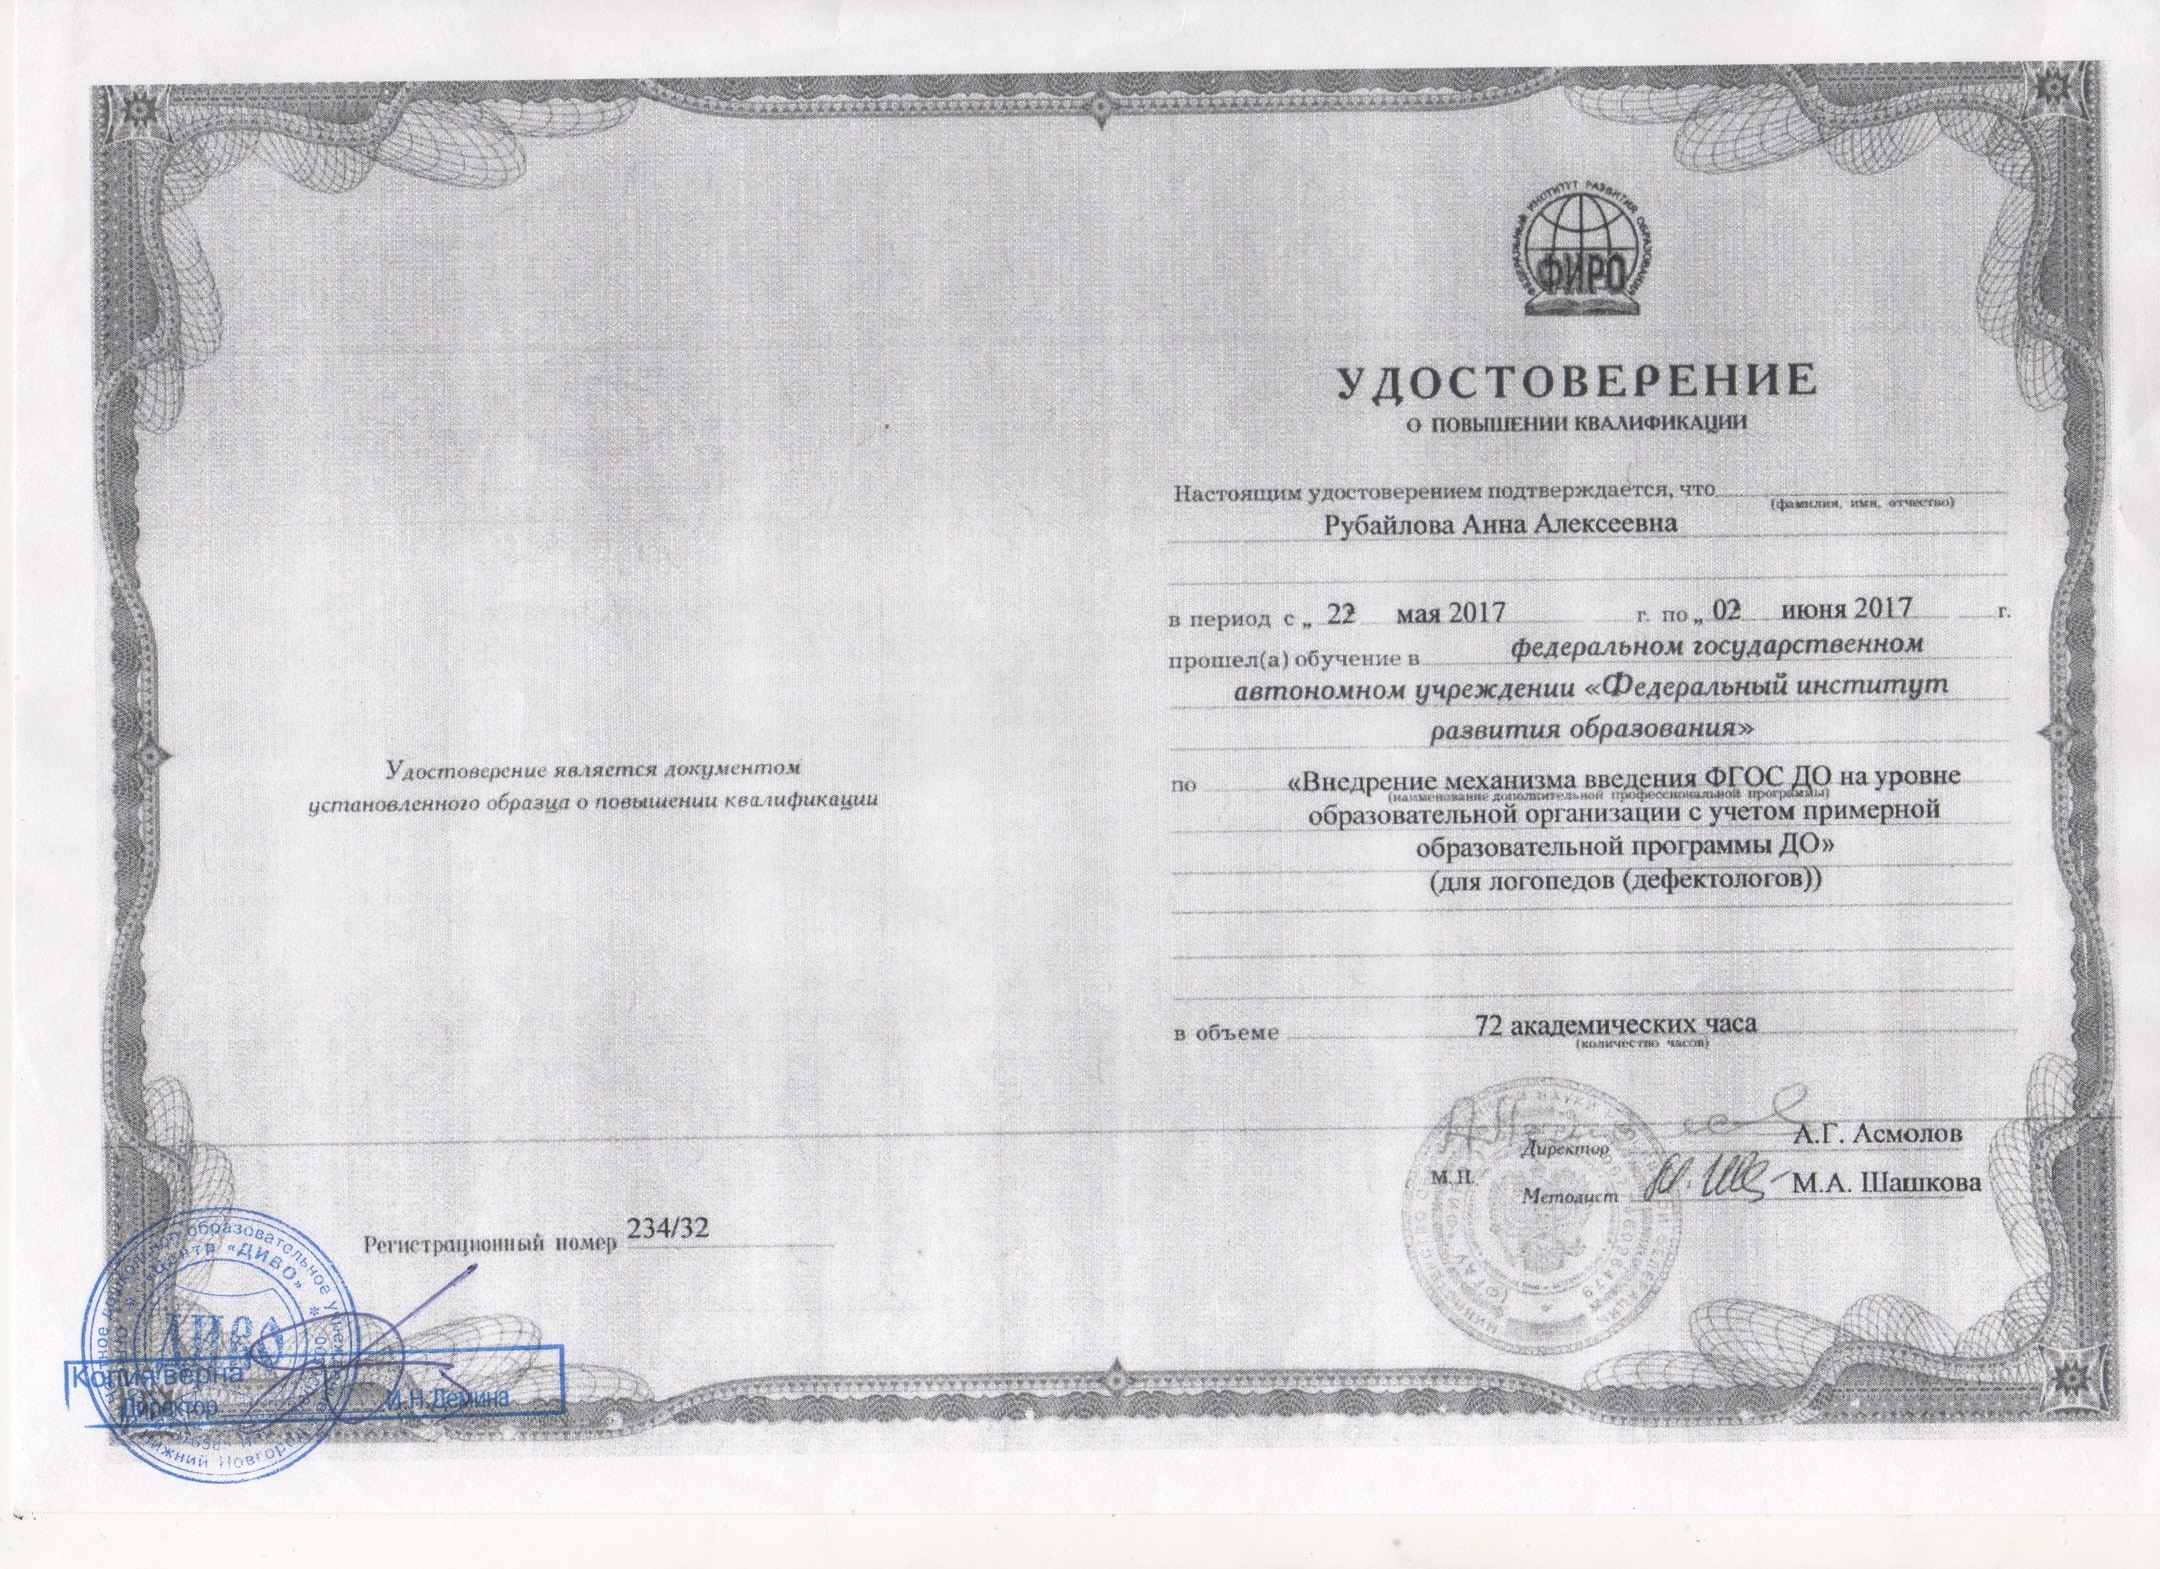 Удостоверение является документом
установленного образца о повышении квалификации
Регистрационный номер 234/32
Центр «ДИВО»
ДИВО
Копия верна
Директор И.Н.Демина
Нижний Новгород
ФЕДЕРАЛЬНЫЙ ИНСТИТУТ РАЗВИТИЯ ОБРАЗОВАНИЯ
ФИРО
УДОСТОВЕРЕНИЕ
О ПОВЫШЕНИИ КВАЛИФИКАЦИИ
Настоящим удостоверением подтверждается, что
(фамилия, имя, отчество)
Рубайлова Анна Алексеевна
в период с „ 22 мая 2017 г. по „ 02 июня 2017 г.
прошел(а) обучение в федеральном государственном
автономном учреждении «Федеральный институт
развития образования»
по «Внедрение механизма введения ФГОС ДО на уровне
(наименование дополнительной профессиональной программы)
образовательной организации с учетом примерной
образовательной программы ДО»
(для логопедов (дефектологов))
в объеме 72 академических часа
(количество часов)
Директор А.Г. Асмолов
М.П.
Методист М.А. Шашкова